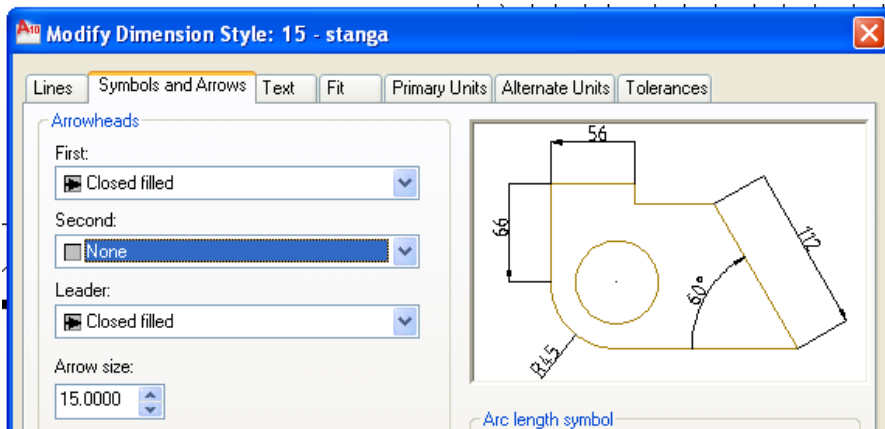 A10 Modify Dimension Style: 15 - stanga
Lines Symbols and Arrows Text Fit Primary Units Alternate Units Tolerances
Arrowheads
First:
Closed filled
Second:
None
Leader:
Closed filled
Arrow size:
15.0000
56
66
112
60°
R45
Arc length symbol